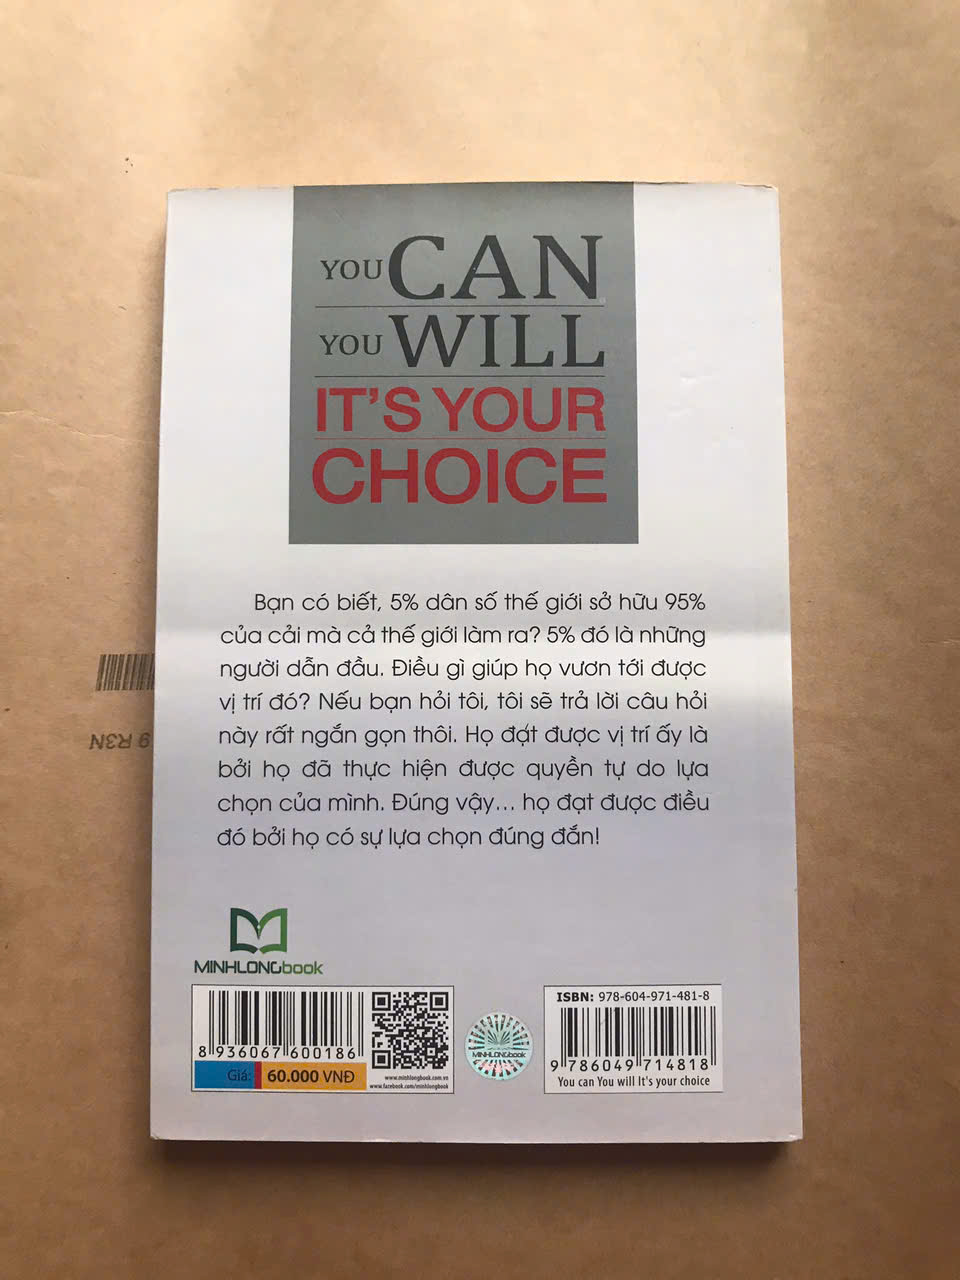 YOU CAN
YOU WILL
IT'S YOUR
CHOICE
Bạn có biết, 5% dân số thế giới sở hữu 95%
của cải mà cả thế giới làm ra? 5% đó là những
người dẫn đầu. Điều gì giúp họ vươn tới được
vị trí đó? Nếu bạn hỏi tôi, tôi sẽ trả lời câu hỏi
này rất ngắn gọn thôi. Họ đạt được vị trí ấy là
bởi họ đã thực hiện được quyền tự do lựa
chọn của mình. Đúng vậy... họ đạt được điều
đó bởi họ có sự lựa chọn đúng đắn!
9 R3N
MINHLONGbook
8 936067 600186
Giá: 60.000 VNĐ
www.minhlongbook.com.vn
www.facebook.com/minhlongbook
MINHLONGbook
ISBN: 978-604-971-481-8
9 786049 714818
You can You will It's your choice